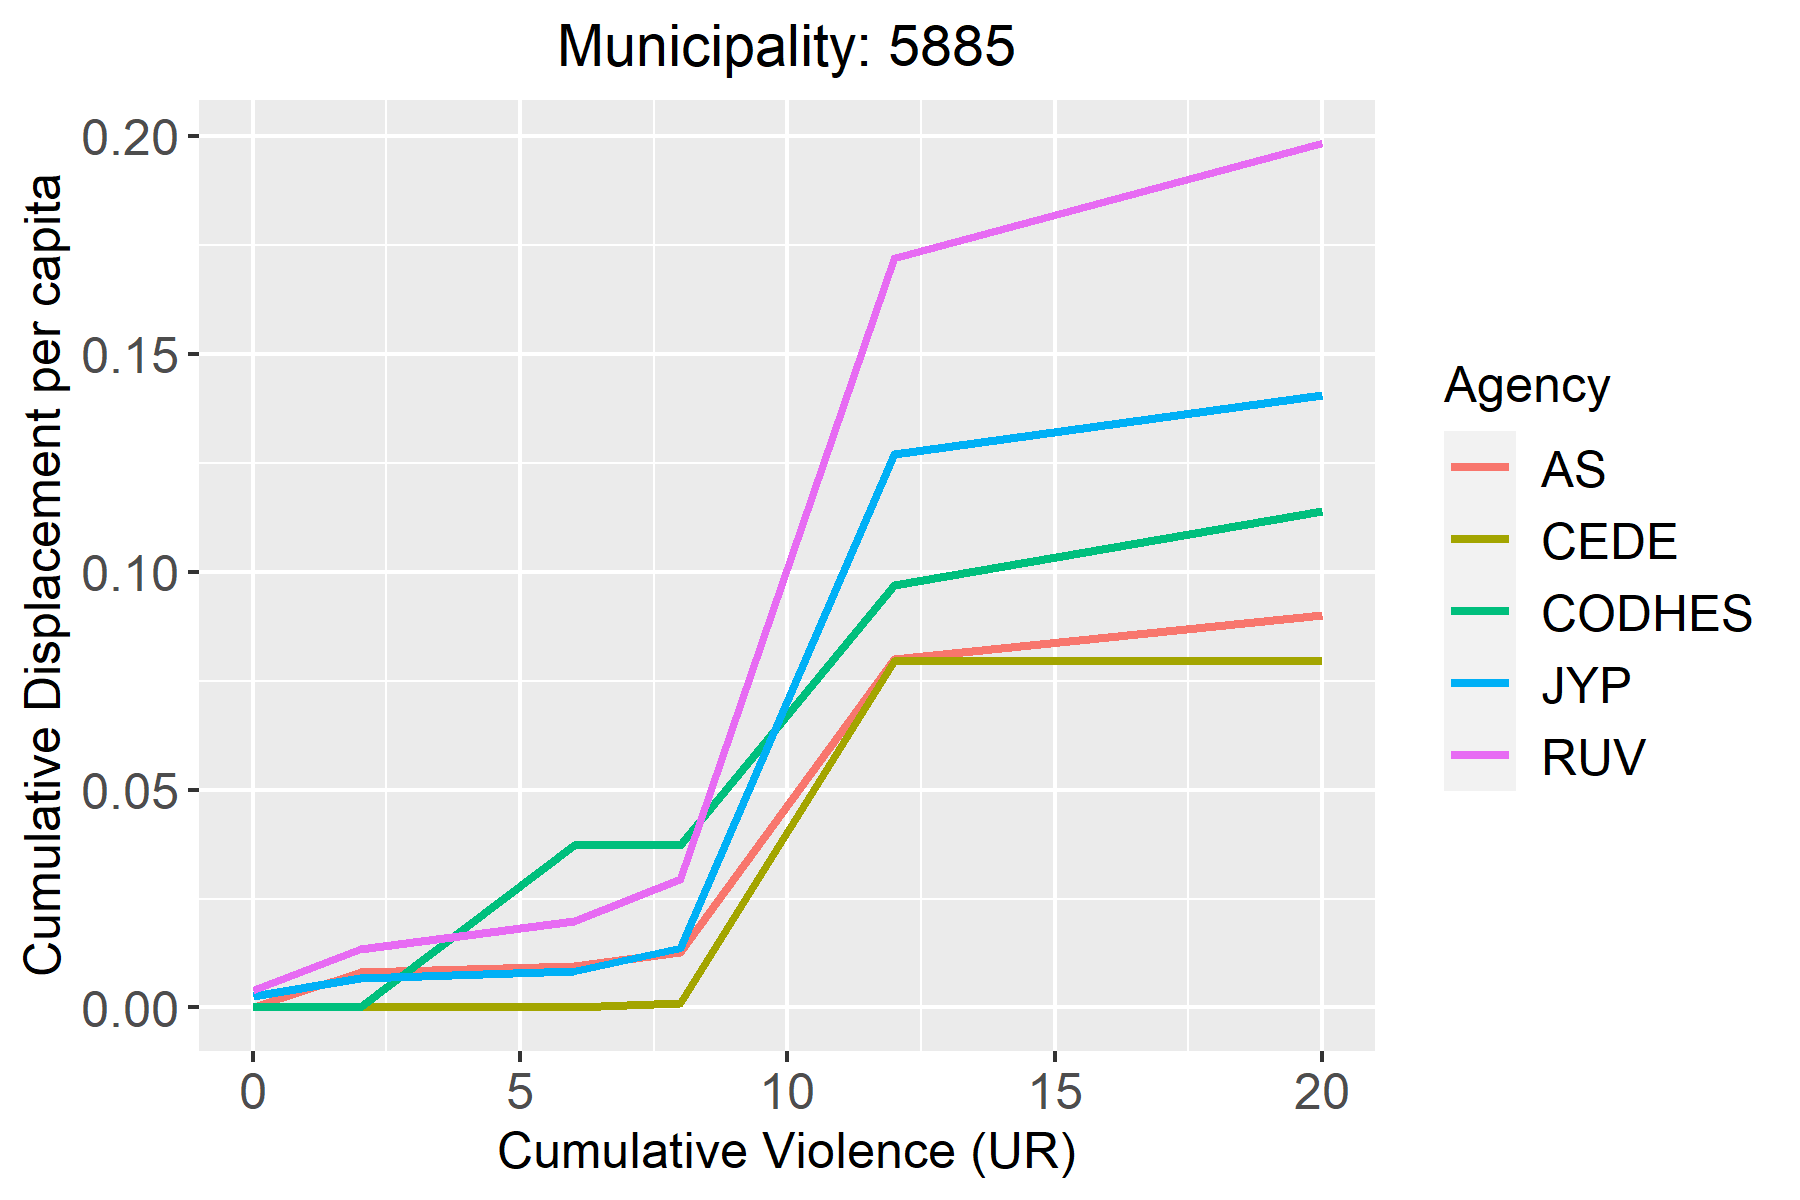 Municipality: 5885
Cumulative Displacement per capita
0.20
0.15
0.10
0.05
0.00
0 5 10 15 20
Cumulative Violence (UR)
Agency
AS
CEDE
CODHES
JYP
RUV